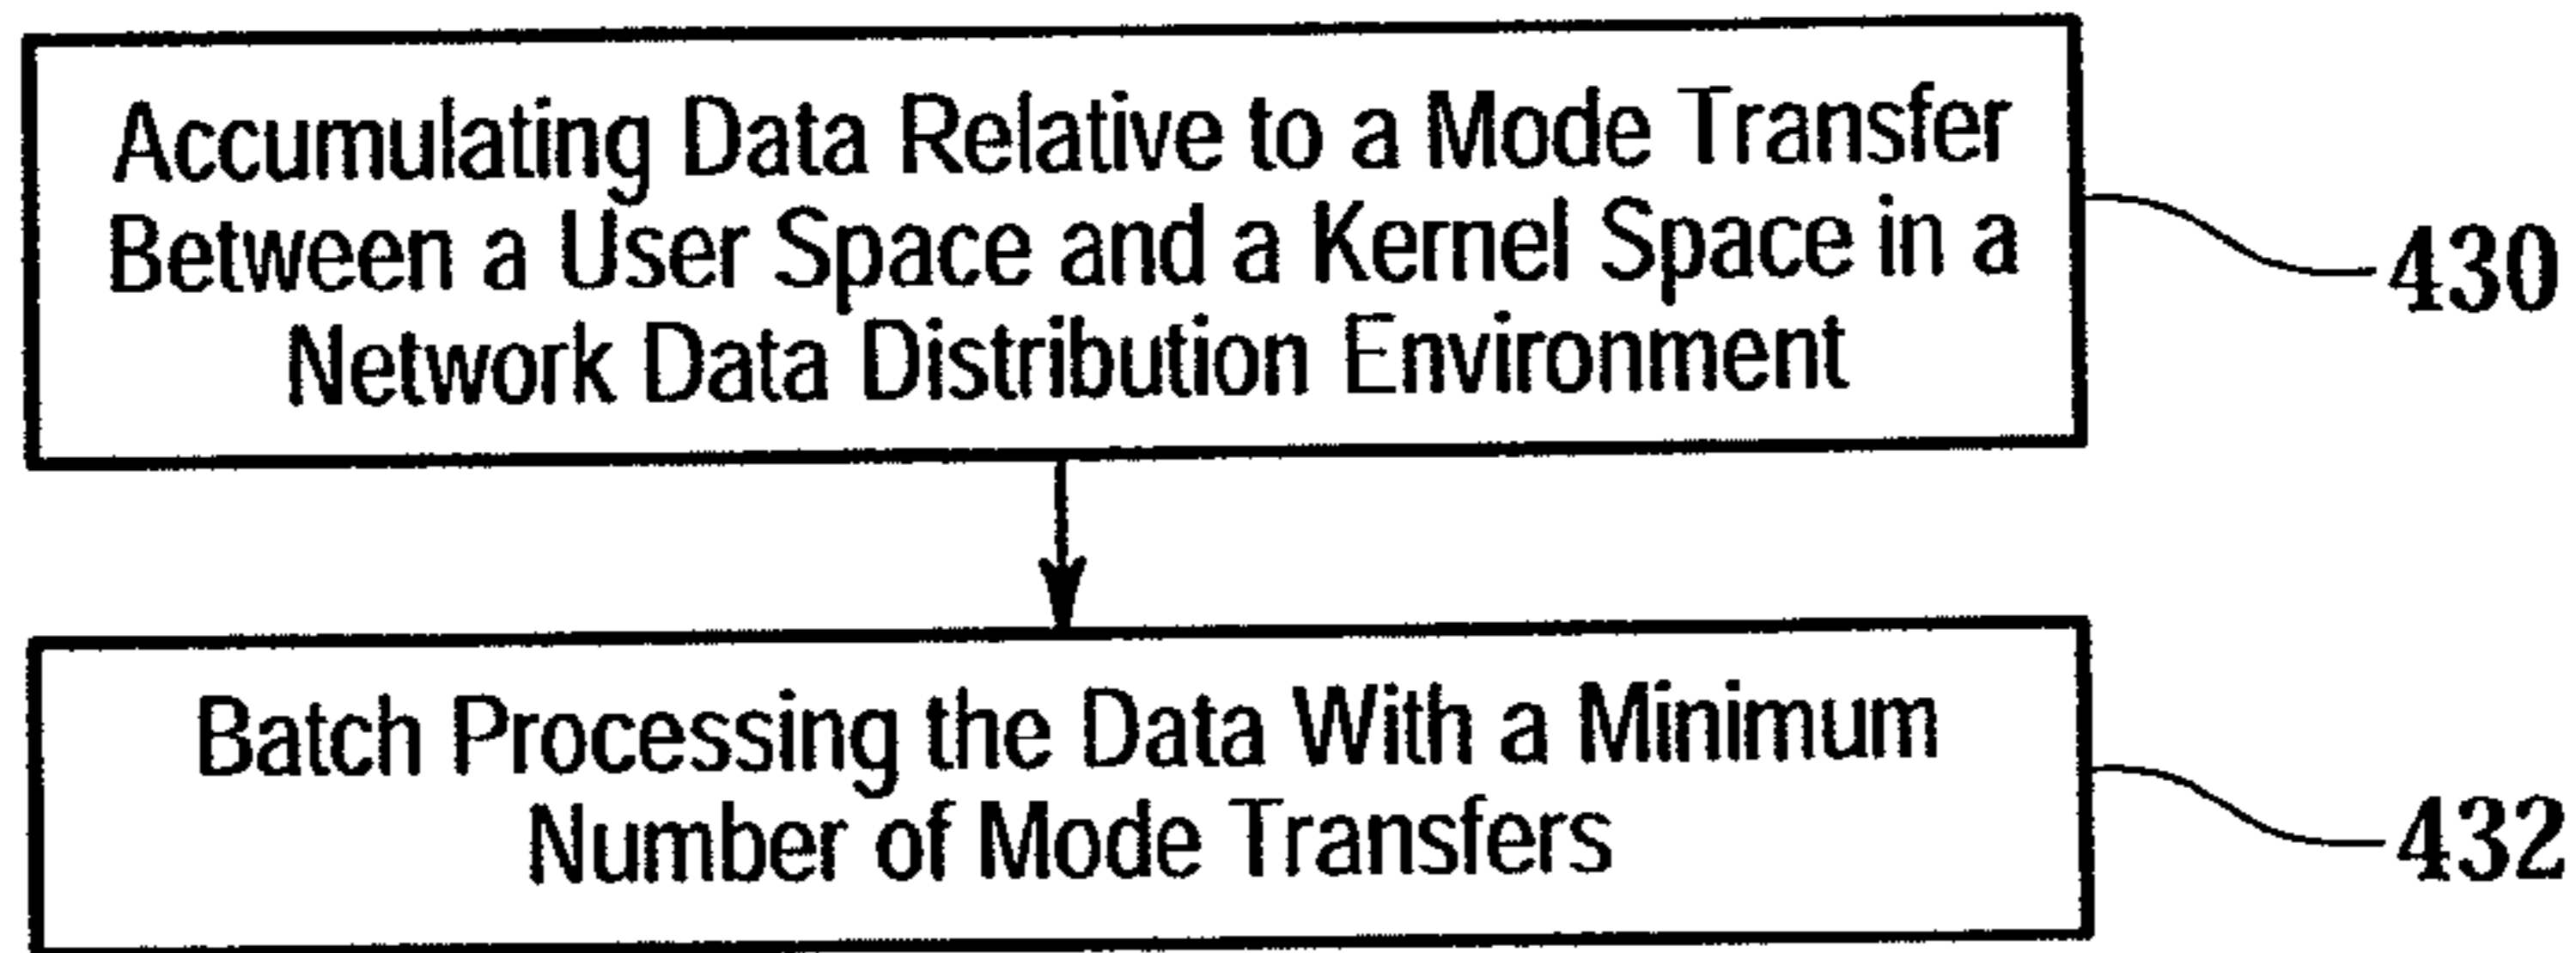 Accumulating Data Relative to a Mode Transfer
Between a User Space and a Kernel Space in a
Network Data Distribution Environment
430
Batch Processing the Data With a Minimum
Number of Mode Transfers
432